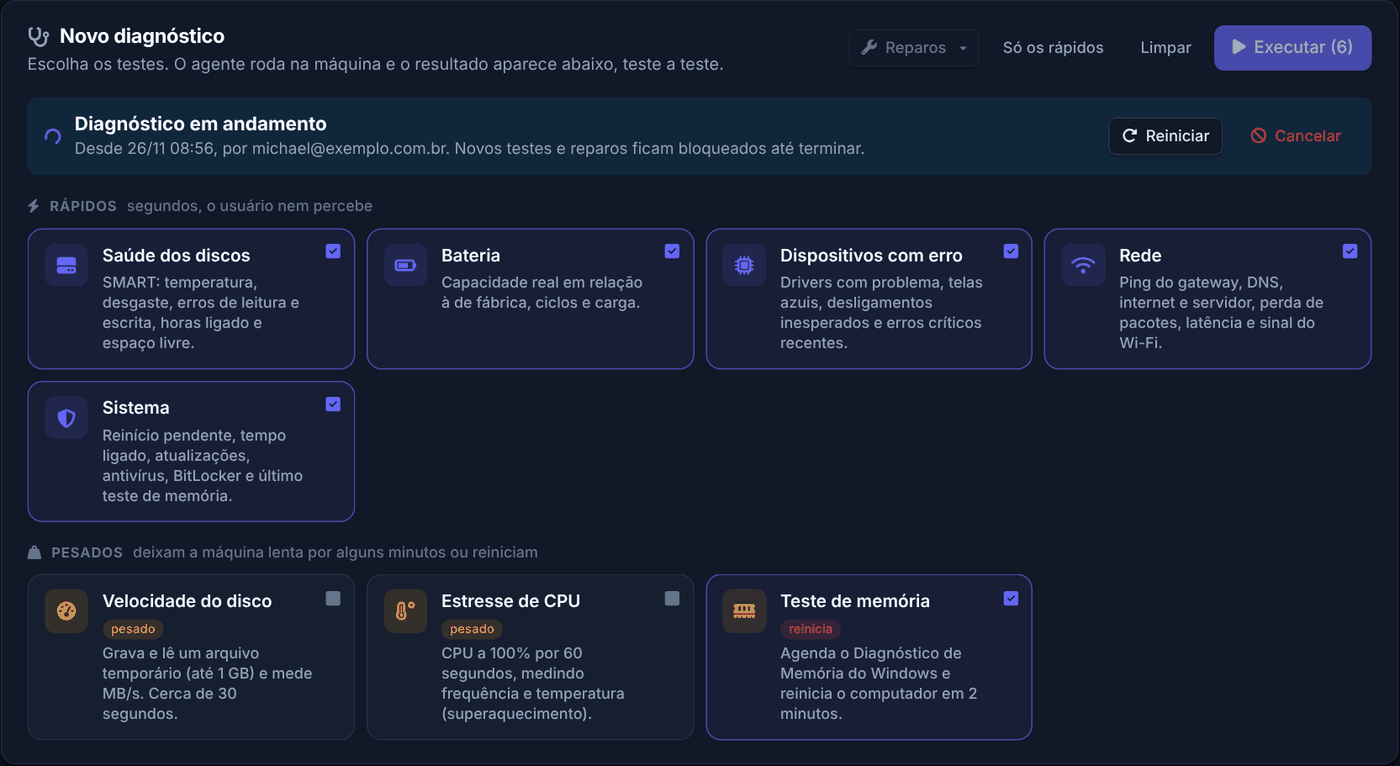 Novo diagnóstico
Escolha os testes. O agente roda na máquina e o resultado aparece abaixo, teste a teste.
Reparos
Só os rápidos
Limpar
Executar (6)
Diagnóstico em andamento
Desde 26/11 08:56, por michael@exemplo.com.br. Novos testes e reparos ficam bloqueados até terminar.
Reiniciar
Cancelar
RÁPIDOS segundos, o usuário nem percebe
Saúde dos discos
SMART: temperatura,
desgaste, erros de leitura e
escrita, horas ligado e
espaço livre.
Bateria
Capacidade real em relação
à de fábrica, ciclos e carga.
Dispositivos com erro
Drivers com problema, telas
azuis, desligamentos
inesperados e erros críticos
recentes.
Rede
Ping do gateway, DNS,
internet e servidor, perda de
pacotes, latência e sinal do
Wi-Fi.
Sistema
Reinício pendente, tempo
ligado, atualizações,
antivírus, BitLocker e último
teste de memória.
PESADOS deixam a máquina lenta por alguns minutos ou reiniciam
Velocidade do disco
pesado
Grava e lê um arquivo
temporário (até 1 GB) e mede
MB/s. Cerca de 30
segundos.
Estresse de CPU
pesado
CPU a 100% por 60
segundos, medindo
frequência e temperatura
(superaquecimento).
Teste de memória
reinicia
Agenda o Diagnóstico de
Memória do Windows e
reinicia o computador em 2
minutos.